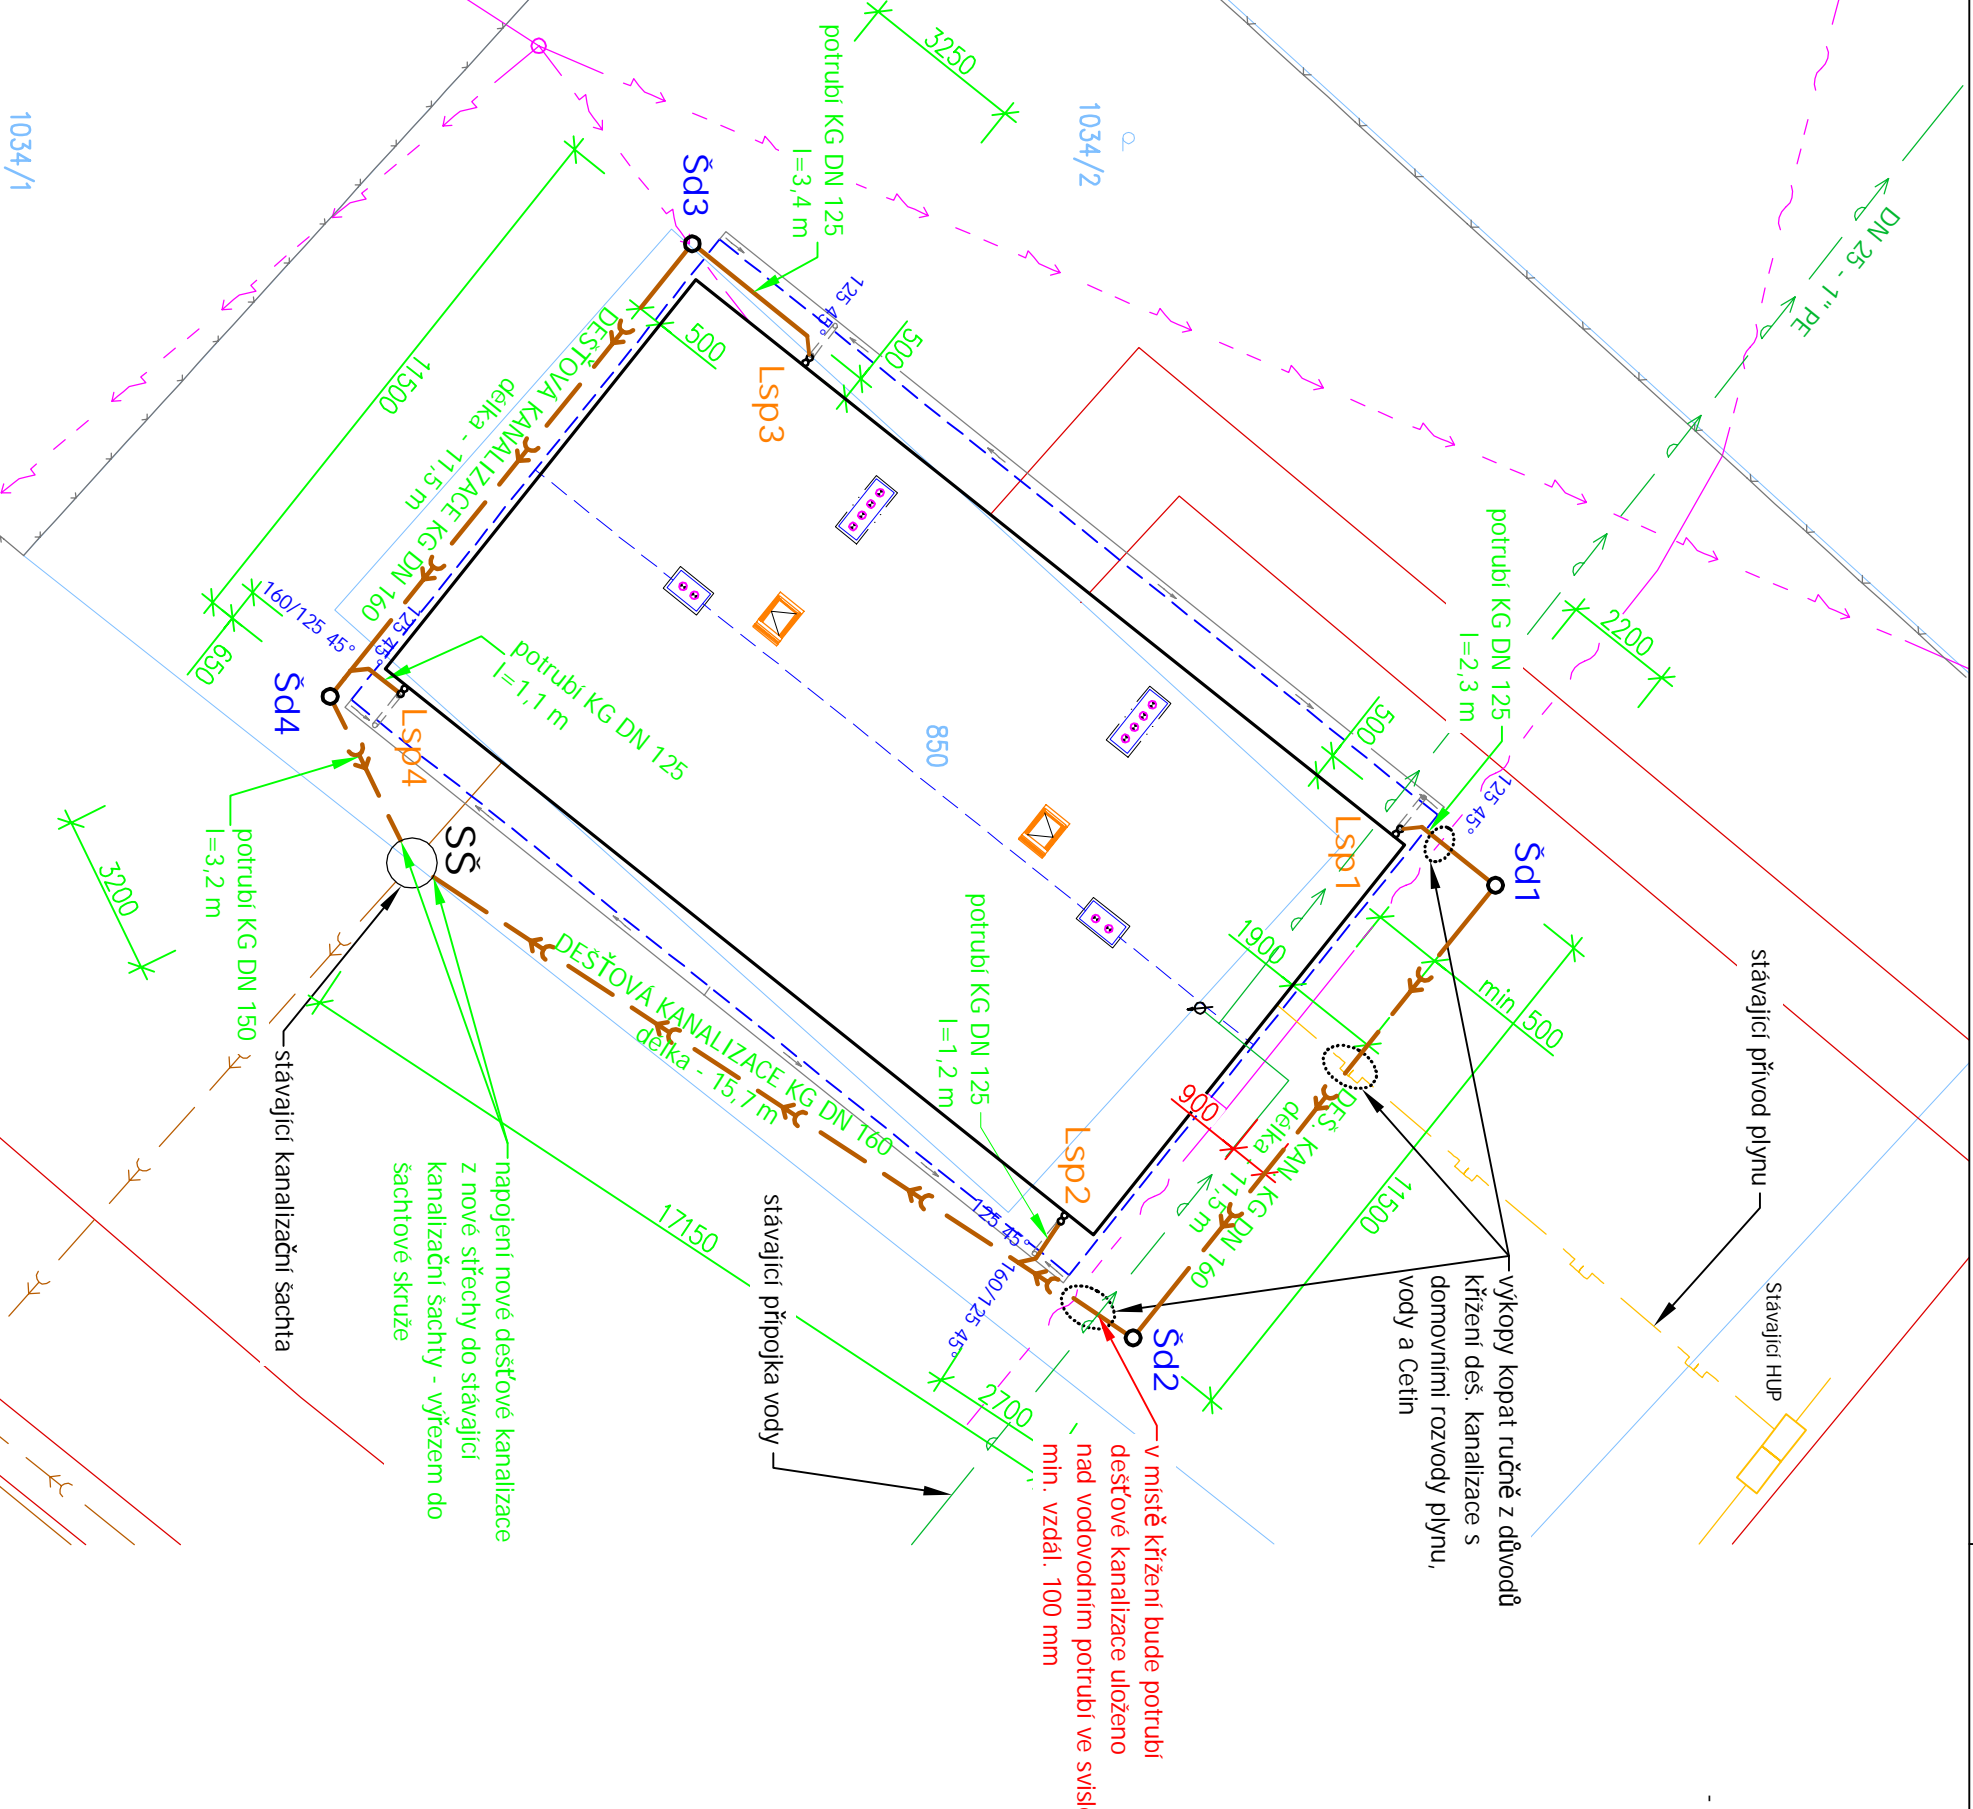 1034/1
1034/2
850
3250
potrubí KG DN 125
l=3,4 m
Šd3
125 45°
500
500
Lsp3
11500
DEŠŤOVÁ KANALIZACE KG DN 160
délka - 11,5 m
DN 25 - 1" PE
potrubí KG DN 125
l=2,3 m
2200
500
125 45°
Šd1
Lsp1
160/125 45°
125 45°
650
Šd4
Lsp4
potrubí KG DN 125
l=1,1 m
SŠ
potrubí KG DN 150
l=3,2 m
3200
stávající kanalizační šachta
DEŠŤOVÁ KANALIZACE KG DN 160
délka - 15,7 m
17150
potrubí KG DN 125
l=1,2 m
Lsp2
125 45°
160/125 45°
2700
Šd2
1900
min 1500
900
DEŠ. KAN. KG DN 160
délka - 11,5 m
11500
stávající přívod plynu
Stávající HUP
výkopy kopat ručně z důvodů
křížení deš. kanalizace s
domovními rozvody plynu,
vody a Cetin
stávající přípojka vody
v místě křížení bude potrubí
dešťové kanalizace uloženo
nad vodovodním potrubí ve
min. vzdál. 100 mm
napojení nové dešťové kanalizace
z nové střechy do stávající
kanalizační šachty - výřezem do
šachtové skruže